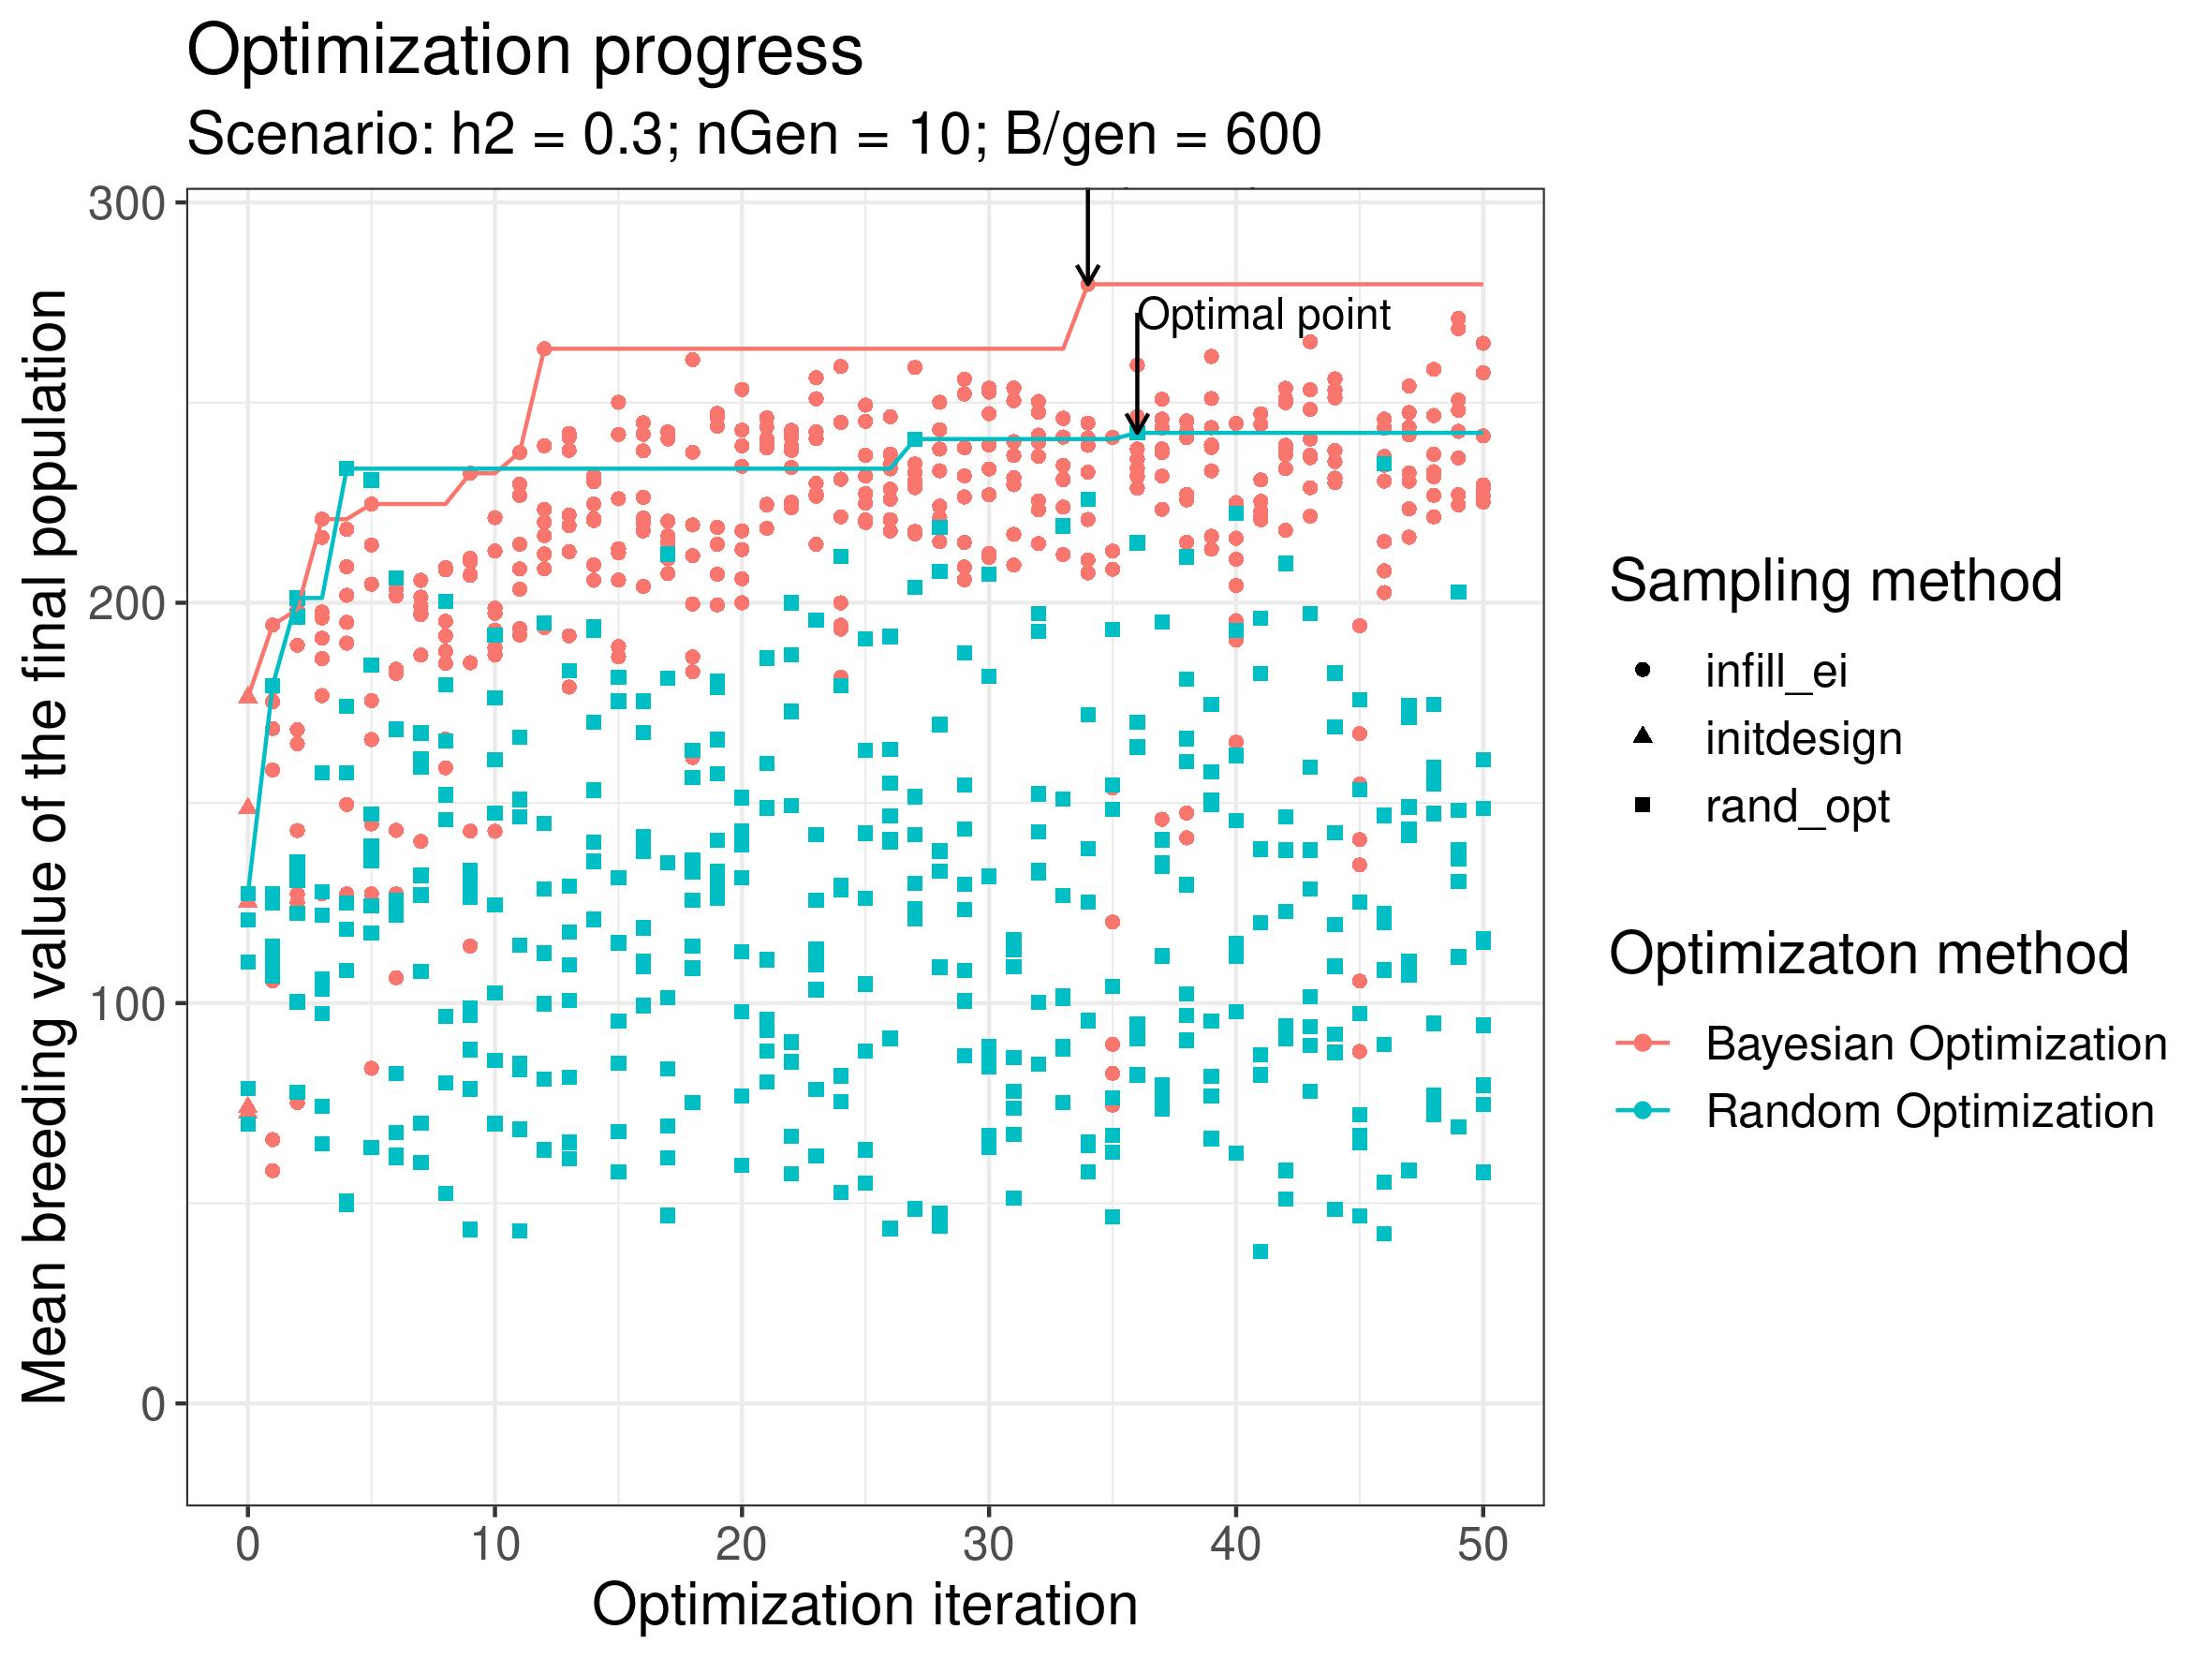 Optimization progress
Scenario: h2 = 0.3; nGen = 10; B/gen = 600
Mean breeding value of the final population
300
200
100
0
Optimal point
0 10 20 30 40 50
Optimization iteration
Sampling method
infill_ei
initdesign
rand_opt
Optimizaton method
Bayesian Optimization
Random Optimization